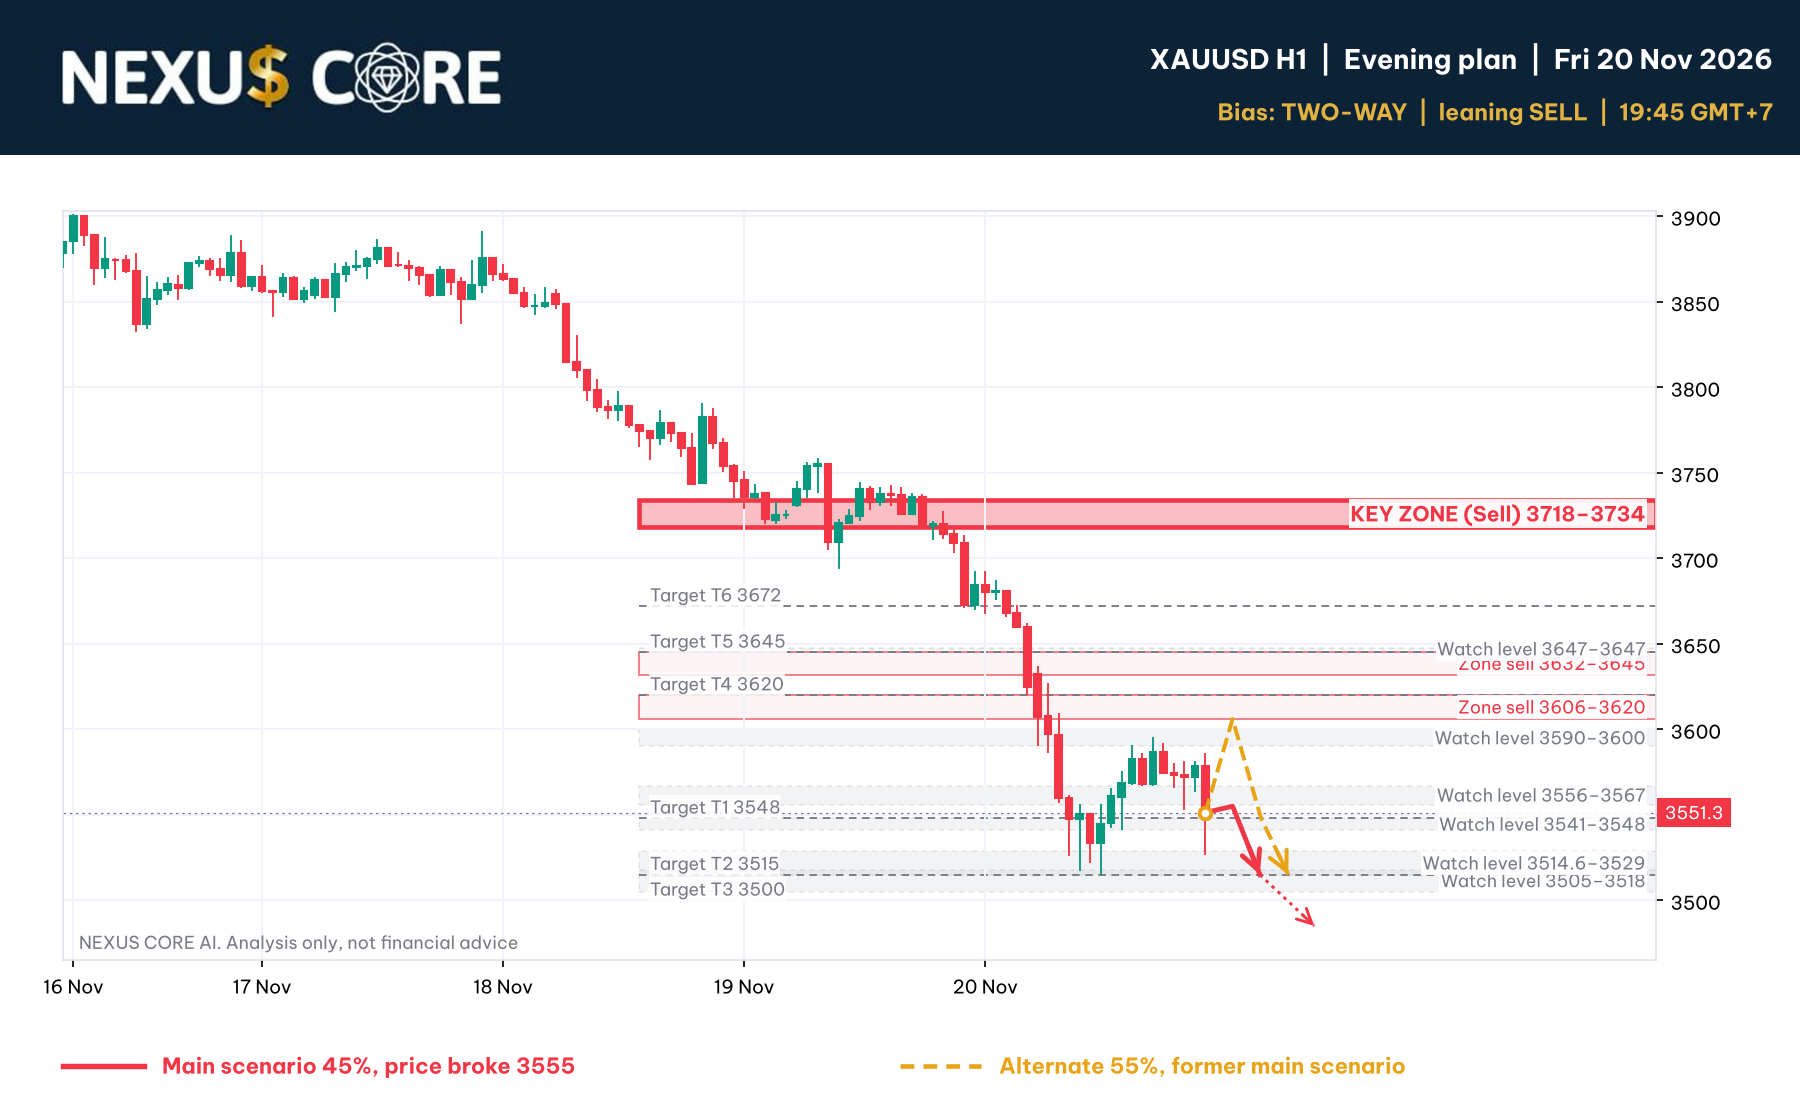 NEXU$ CORE
XAUUSD H1 | Evening plan | Fri 20 Nov 2026
Bias: TWO-WAY | leaning SELL | 19:45 GMT+7
3900
3850
3800
3750
KEY ZONE (Sell) 3718–3734
3700
Target T6 3672
Target T5 3645
Watch level 3647–3647
3650
Zone sell 3632–3645
Target T4 3620
Zone sell 3606–3620
3600
Watch level 3590–3600
Watch level 3556–3567
Target T1 3548
3551.3
Watch level 3541–3548
Target T2 3515
Watch level 3514.6–3529
Watch level 3505–3518
Target T3 3500
3500
NEXUS CORE AI. Analysis only, not financial advice
16 Nov
17 Nov
18 Nov
19 Nov
20 Nov
Main scenario 45%, price broke 3555
Alternate 55%, former main scenario